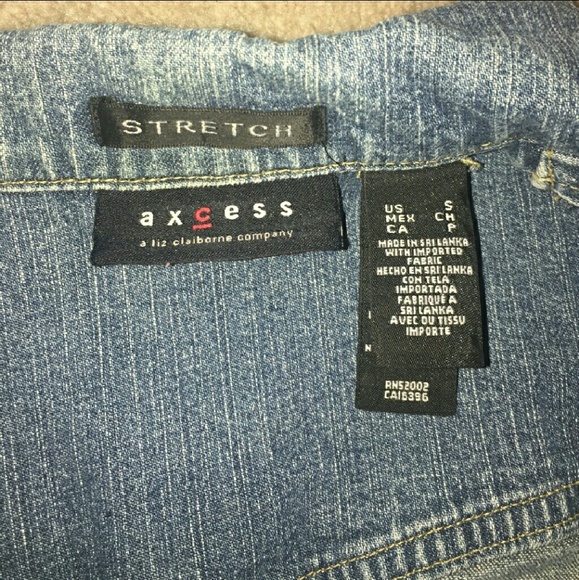 STRETCH
axcess
a liz claiborne company
US S
MEX CH
CA P
MADE IN SRI LANKA
WITH IMPORTED
FABRIC
HECHO EN SRI LANKA
CON TELA
IMPORTADA
FABRIQUÉ A
SRI LANKA
AVEC DU TISSU
IMPORTE
I
N
RN52002
CA16396